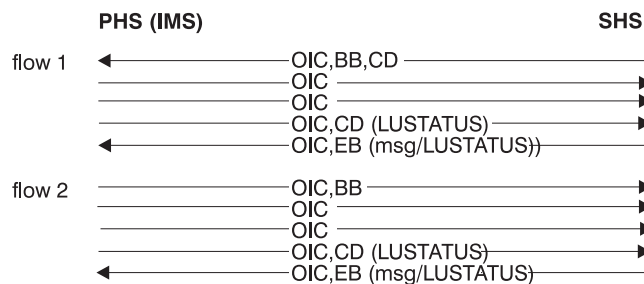 PHS (IMS) SHS
flow 1 OIC,BB,CD
OIC
OIC
OIC,CD (LUSTATUS)
OIC,EB (msg/LUSTATUS))
flow 2 OIC,BB
OIC
OIC
OIC,CD (LUSTATUS)
OIC,EB (msg/LUSTATUS)